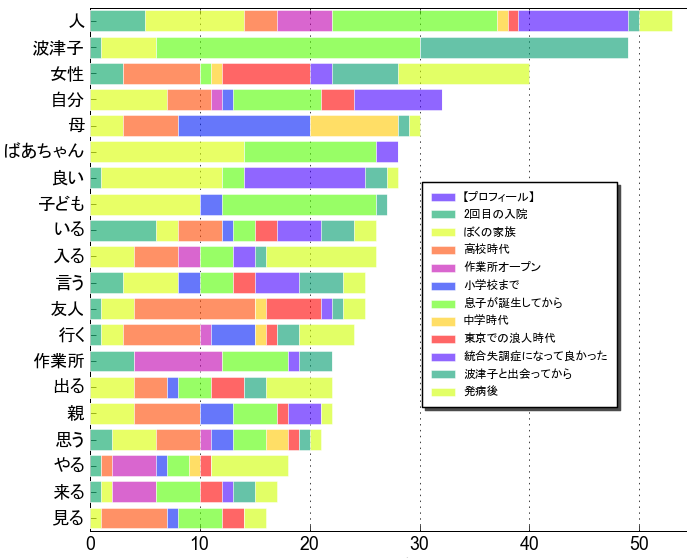 人
波津子
女性
自分
母
ばあちゃん
良い
子ども
いる
入る
言う
友人
行く
作業所
出る
親
思う
やる
来る
見る
【プロフィール】
2回目の入院
ぼくの家族
高校時代
作業所オープン
小学校まで
息子が誕生してから
中学時代
東京での浪人時代
統合失調症になって良かった
波津子と出会ってから
発病後
0 10 20 30 40 50